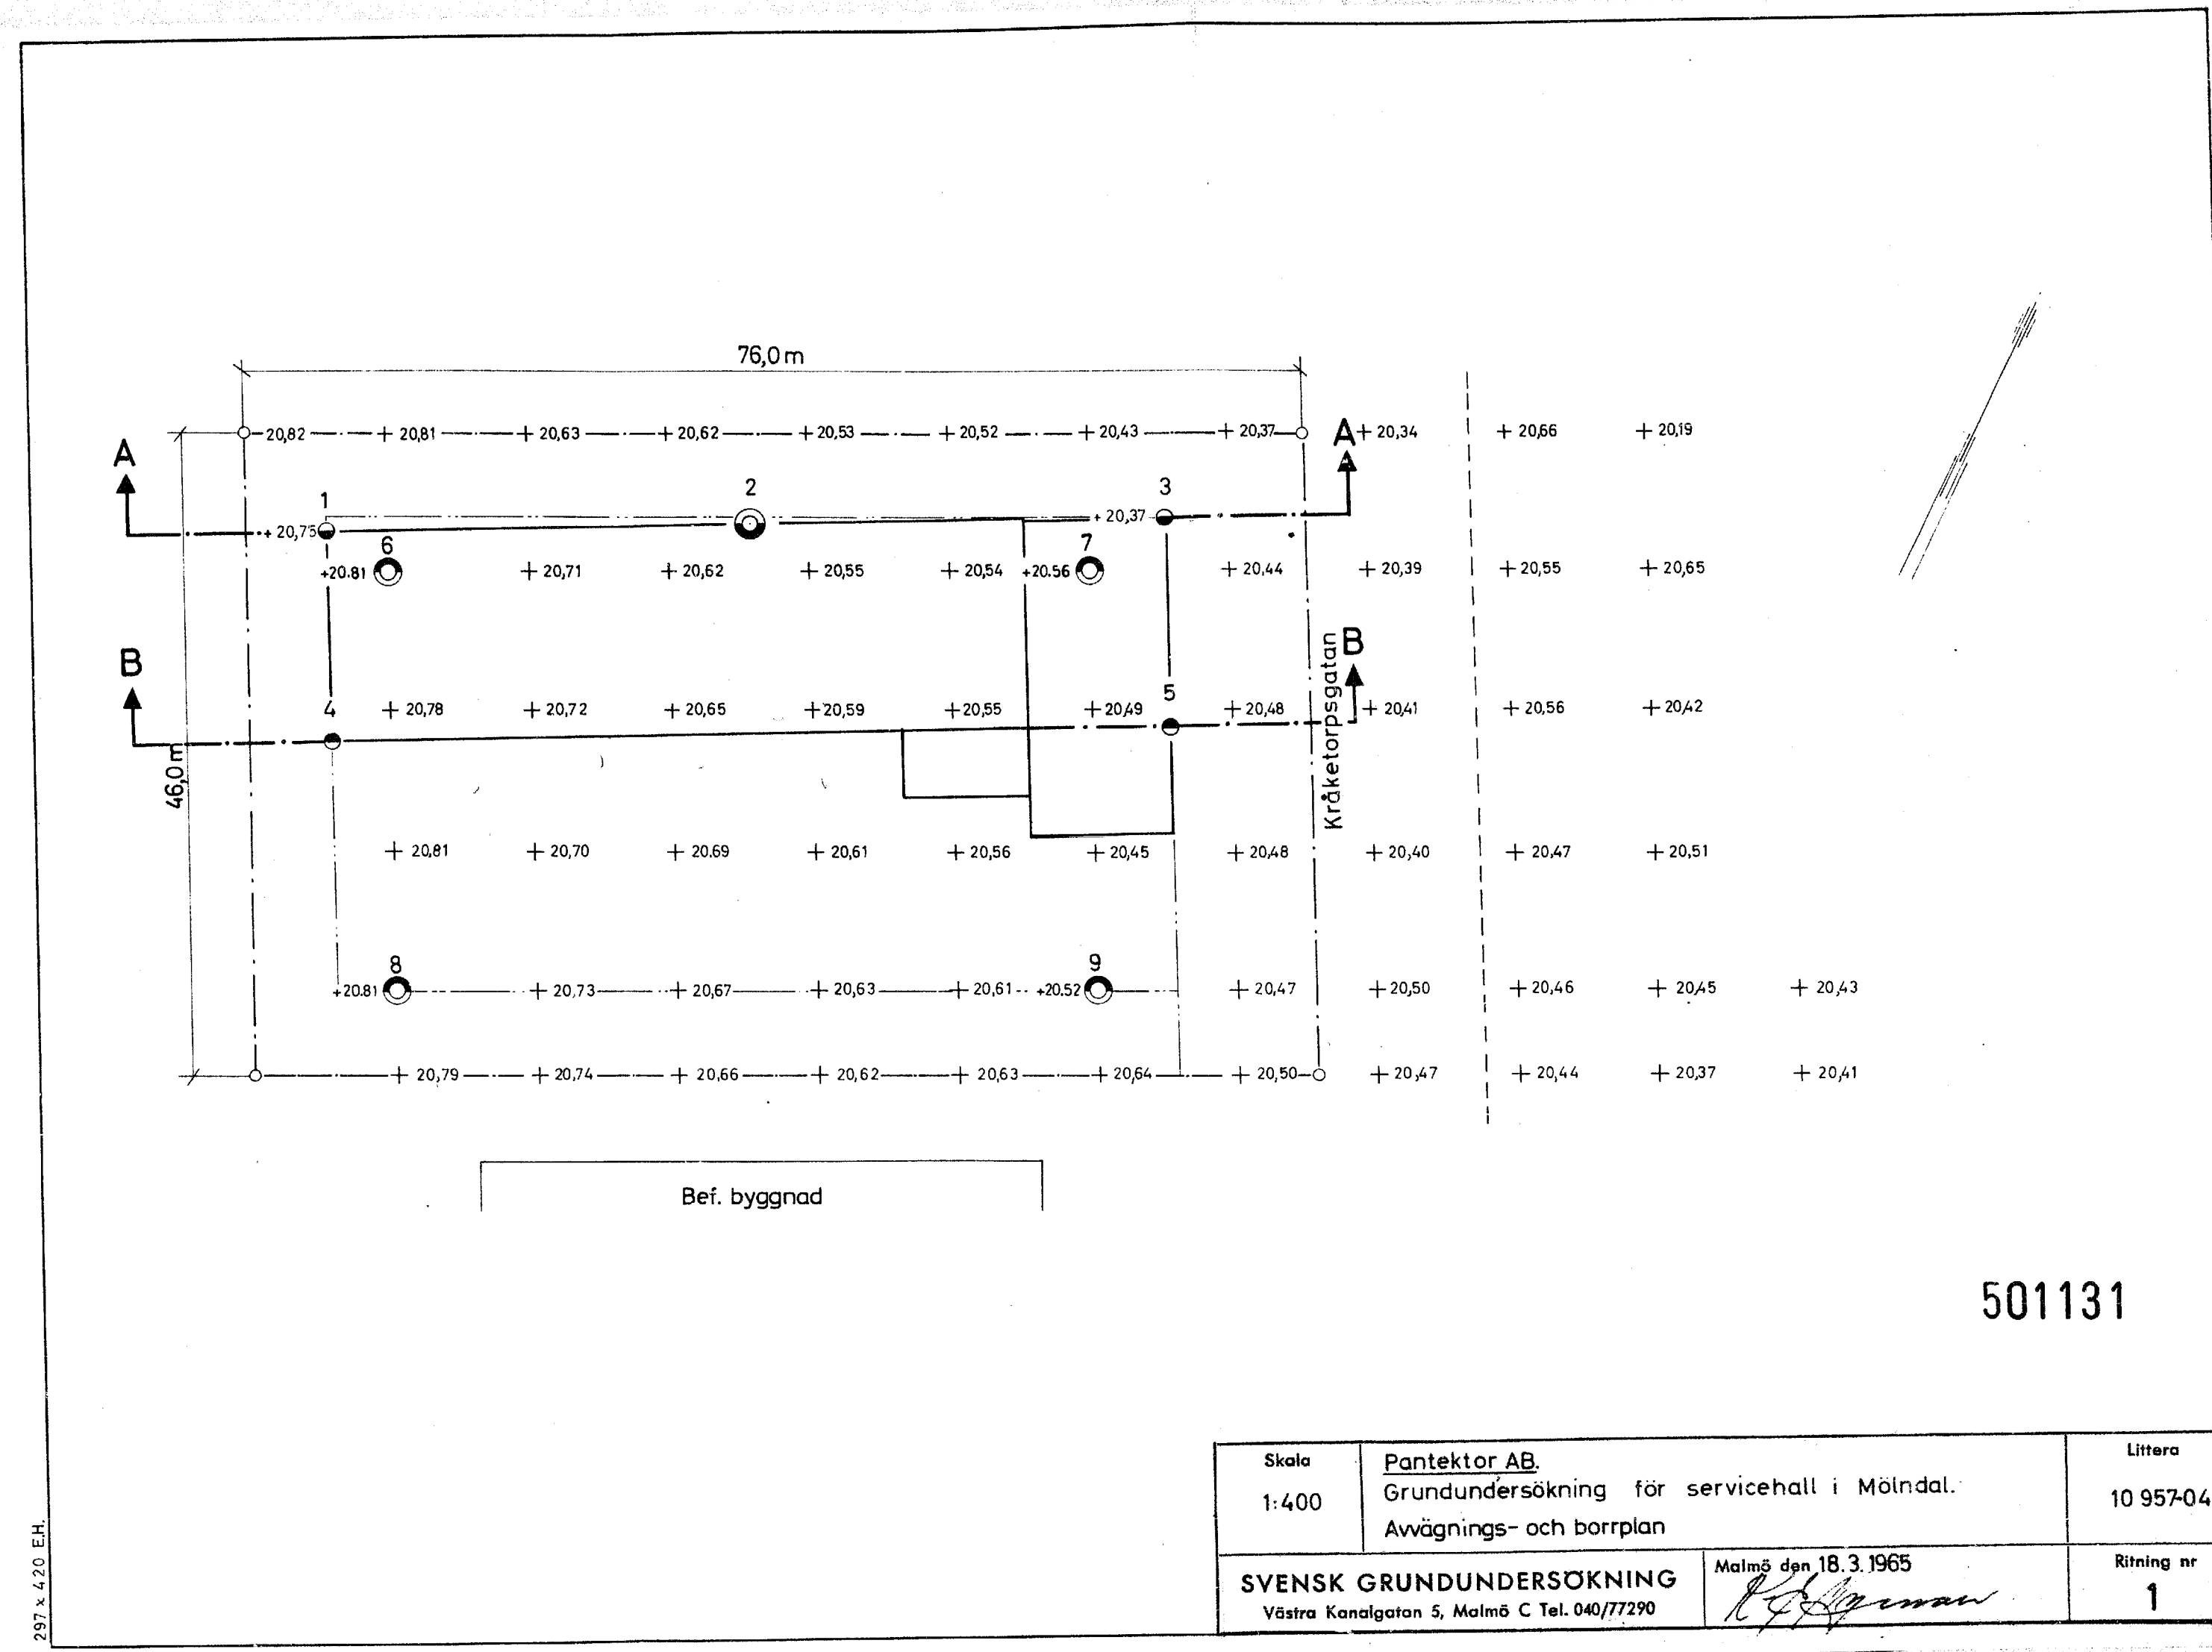 76,0 m
20,82 + 20,81 + 20,63 + 20,62 + 20,53 + 20,52 + 20,43 + 20,37 A + 20,34 + 20,66 + 20,19
A
1 2 3
+ 20,75 + 20,37
6 7
+20.81 + 20,71 + 20,62 + 20,55 + 20,54 +20.56 + 20,44 + 20,39 + 20,55 + 20,65
B B
Kråketorpsgatan
4 + 20,78 + 20,72 + 20,65 + 20,59 + 20,55 + 20,49 5 + 20,48 + 20,41 + 20,56 + 20,42
46,0 m
+ 20,81 + 20,70 + 20.69 + 20,61 + 20,56 + 20,45 + 20,48 + 20,40 + 20,47 + 20,51
8 9
+20.81 + 20,73 + 20,67 + 20,63 + 20,61 +20.52 + 20,47 + 20,50 + 20,46 + 20,45 + 20,43
+ 20,79 + 20,74 + 20,66 + 20,62 + 20,63 + 20,64 + 20,50 + 20,47 + 20,44 + 20,37 + 20,41
Bef. byggnad
501131
Skala
1:400
Pantektor AB.
Grundundersökning för servicehall i Mölndal.
Avvägnings- och borrplan
Littera
10 957-04
SVENSK GRUNDUNDERSÖKNING
Västra Kanalgatan 5, Malmö C Tel. 040/77290
Malmö den 18.3.1965
Ritning nr
1
297 x 420 E.H.